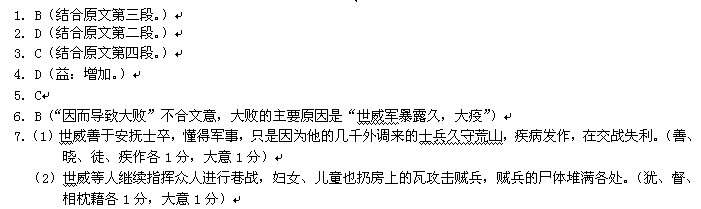 1. B(结合原文第三段。)↵
2. D(结合原文第二段。)↵
3. C(结合原文第四段。)↵
4. D(益:增加。)↵
5. C↵
6. B(“因而导致大败”不合文意,大败的主要原因是“世威军暴露久,大疫”)↵
7.(1)世威善于安抚士卒,懂得军事,只是因为他的几千外调来的士兵久守荒山,疾病发作,在交战失利。(善、
晓、徒、疾作各1分,大意1分)↵
(2)世威等人继续指挥众人进行巷战,妇女、儿童也扔房上的瓦攻击贼兵,贼兵的尸体堆满各处。(犹、督、
相枕藉各1分,大意1分)↵